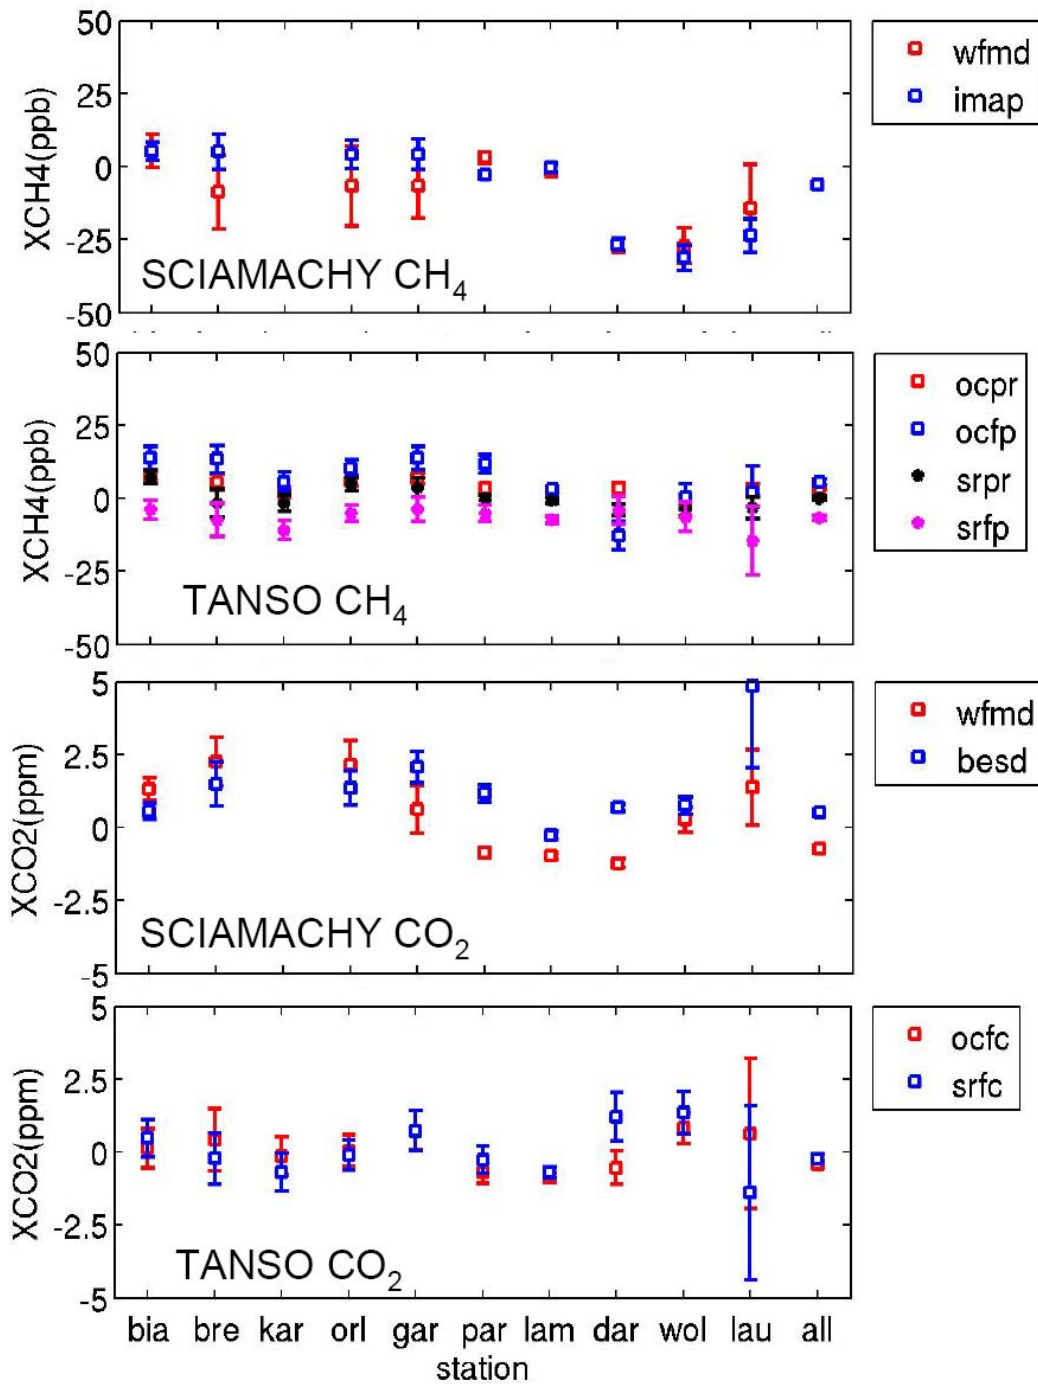 50
25
0
-25
-50
XCH4(ppb)
SCIAMACHY CH4
wfmd
imap
50
25
0
-25
-50
XCH4(ppb)
TANSO CH4
ocpr
ocfp
srpr
srfp
5
2.5
0
-2.5
-5
XCO2(ppm)
SCIAMACHY CO2
wfmd
besd
5
2.5
0
-2.5
-5
XCO2(ppm)
TANSO CO2
ocfc
srfc
bia bre kar orl gar par lam dar wol lau all
station